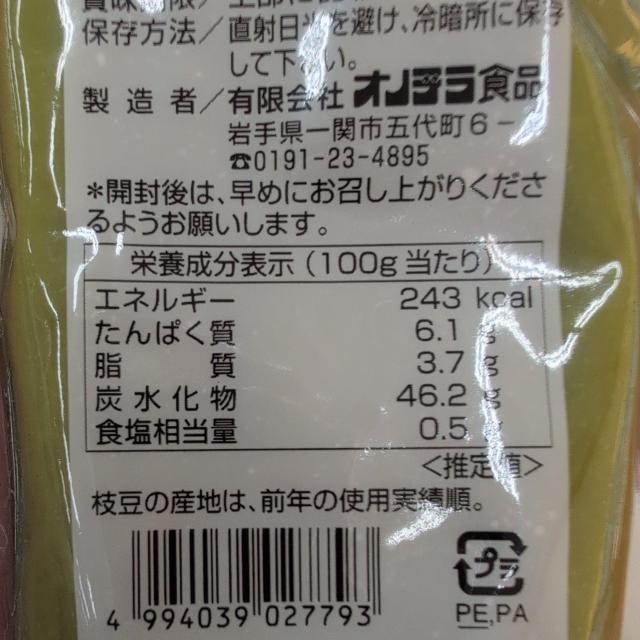 賞味期限/上部に
保存方法/直射日光を避け、冷暗所に保存
して下さい。
製造者/有限会社オノデラ食品
岩手県一関市五代町6-
☎0191-23-4895
*開封後は、早めにお召し上がりくださ
るようお願いします。
栄養成分表示(100g当たり)
エネルギー 243 kcal
たんぱく質 6.1 g
脂質 3.7 g
炭水化物 46.2 g
食塩相当量 0.5 g
<推定値>
枝豆の産地は、前年の使用実績順。
4 994039 027793
プラ
PE,PA